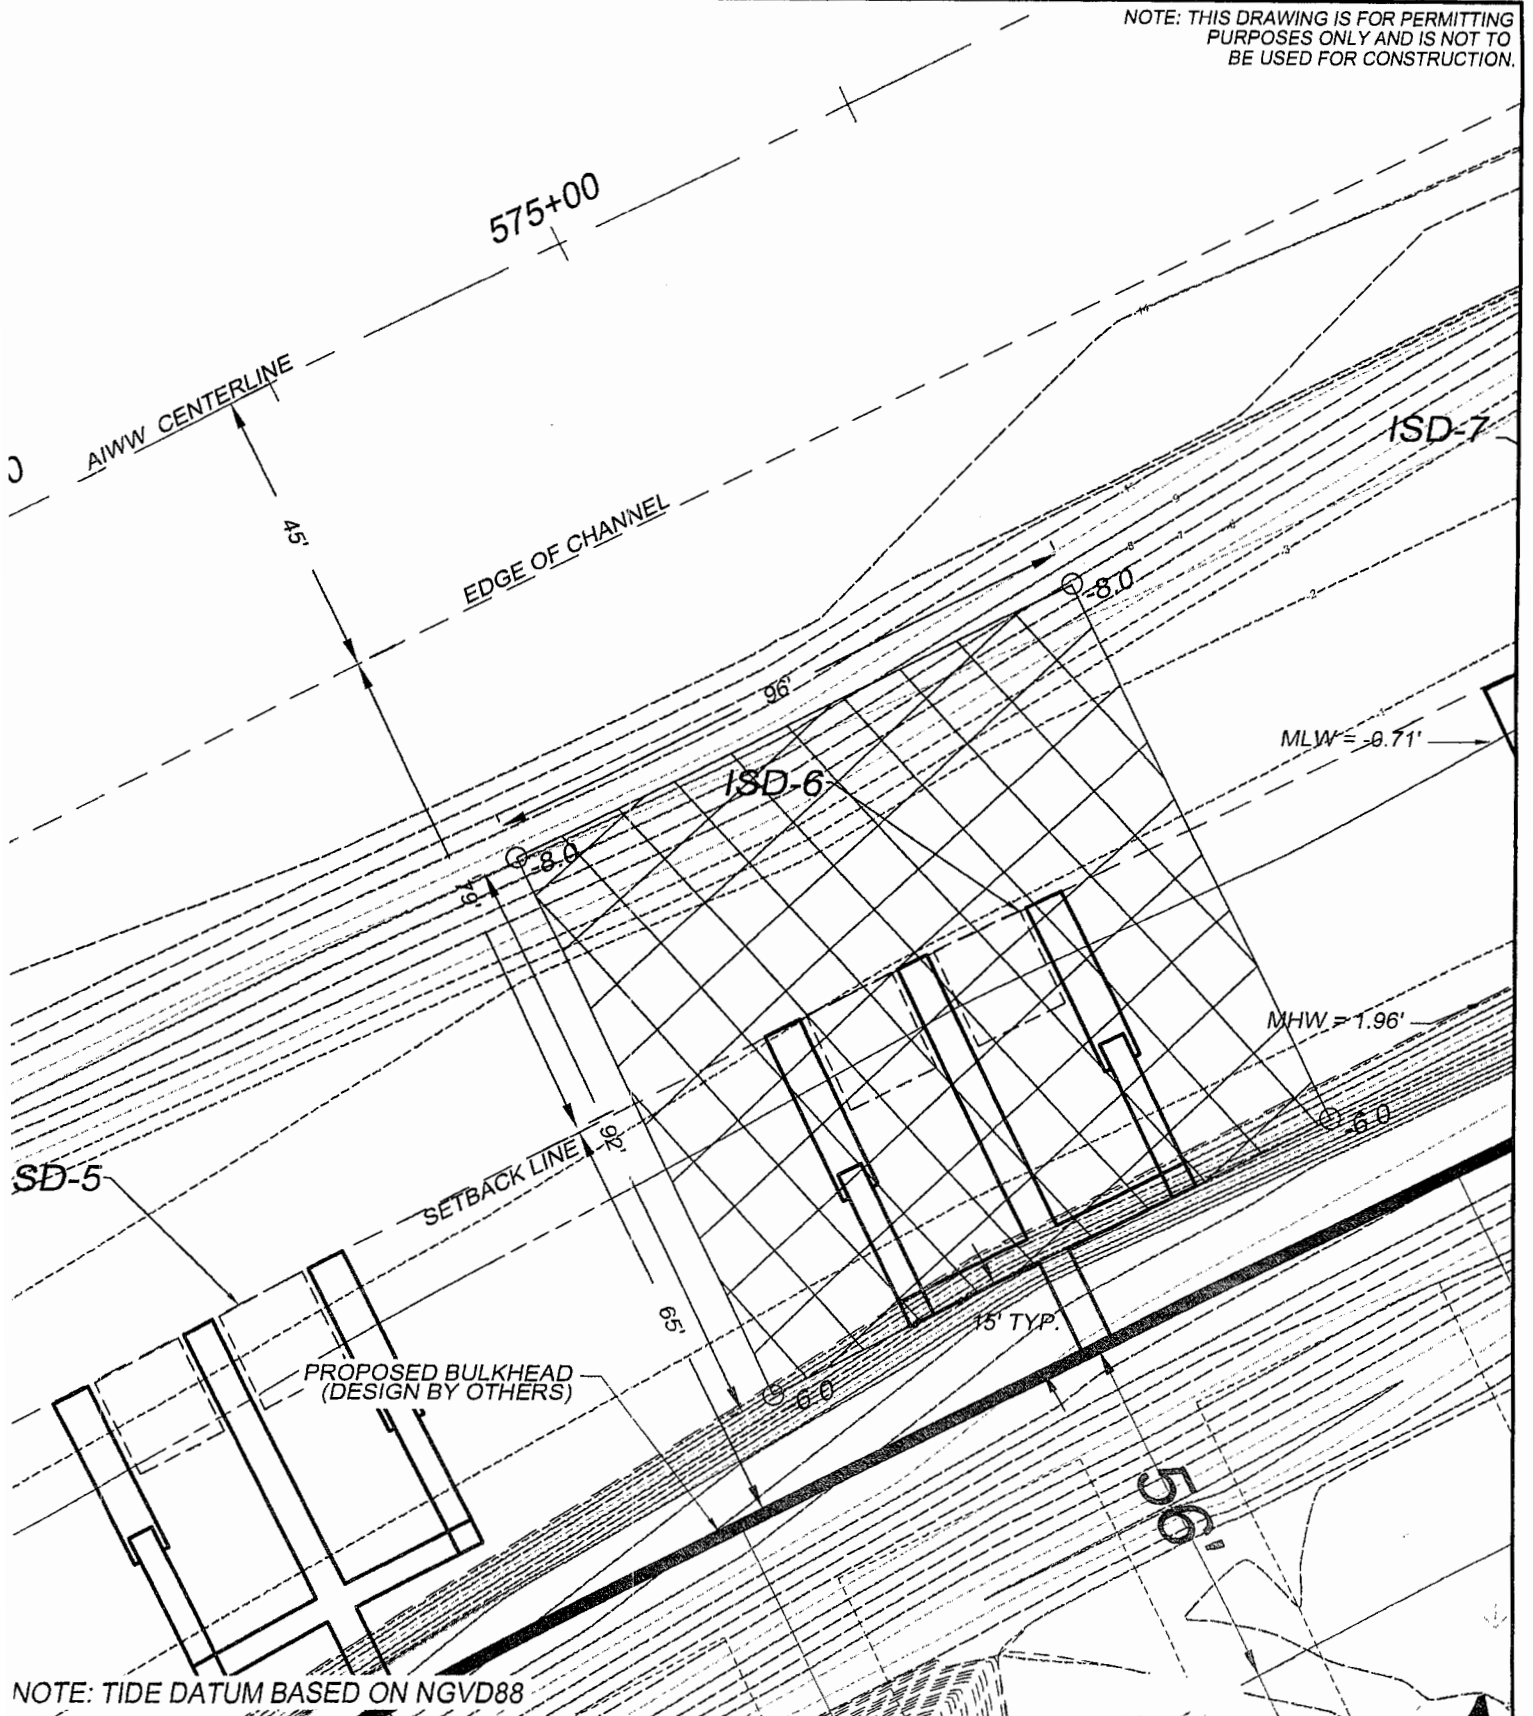 NOTE: THIS DRAWING IS FOR PERMITTING
PURPOSES ONLY AND IS NOT TO
BE USED FOR CONSTRUCTION.
575+00
AIWW CENTERLINE
0
45'
EDGE OF CHANNEL
ISD-7
-8.0
96'
MLW = -0.71'
ISD-6
-8.0
79'
MHW = 1.96'
-6.0
92'
SD-5
SETBACK LINE
65'
15' TYP.
PROPOSED BULKHEAD
(DESIGN BY OTHERS)
-6.0
56'
NOTE: TIDE DATUM BASED ON NGVD88